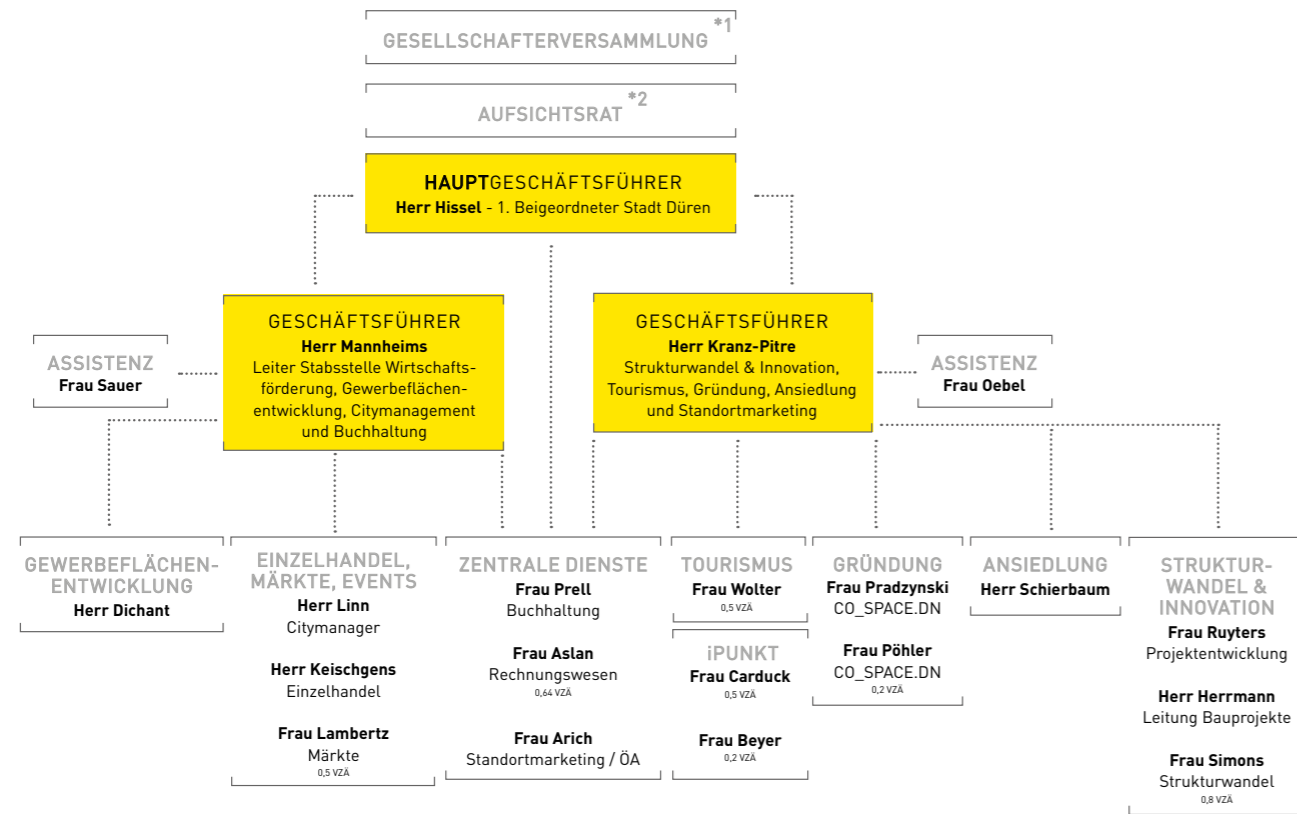 GESELLSCHAFTERVERSAMMLUNG *1
AUFSICHTSRAT *2
HAUPTGESCHÄFTSFÜHRER
Herr Hissel - 1. Beigeordneter Stadt Düren
GESCHÄFTSFÜHRER
Herr Mannheims
Leiter Stabsstelle Wirtschafts-
förderung, Gewerbeflächen-
entwicklung, Citymanagement
und Buchhaltung
GESCHÄFTSFÜHRER
Herr Kranz-Pitre
Strukturwandel & Innovation,
Tourismus, Gründung, Ansiedlung
und Standortmarketing
ASSISTENZ
Frau Sauer
ASSISTENZ
Frau Oebel
GEWERBEFLÄCHEN-
ENTWICKLUNG
Herr Dichant
EINZELHANDEL,
MÄRKTE, EVENTS
Herr Linn
Citymanager
Herr Keischgens
Einzelhandel
Frau Lambertz
Märkte
0,5 VZÄ
ZENTRALE DIENSTE
Frau Prell
Buchhaltung
Frau Aslan
Rechnungswesen
0,64 VZÄ
Frau Arich
Standortmarketing / ÖA
TOURISMUS
Frau Wolter
0,5 VZÄ
iPUNKT
Frau Carduck
0,5 VZÄ
Frau Beyer
0,2 VZÄ
GRÜNDUNG
Frau Pradzynski
CO_SPACE.DN
Frau Pöhler
CO_SPACE.DN
0,2 VZÄ
ANSIEDLUNG
Herr Schierbaum
STRUKTUR-
WANDEL &
INNOVATION
Frau Ruyters
Projektentwicklung
Herr Herrmann
Leitung Bauprojekte
Frau Simons
Strukturwandel
0,8 VZÄ